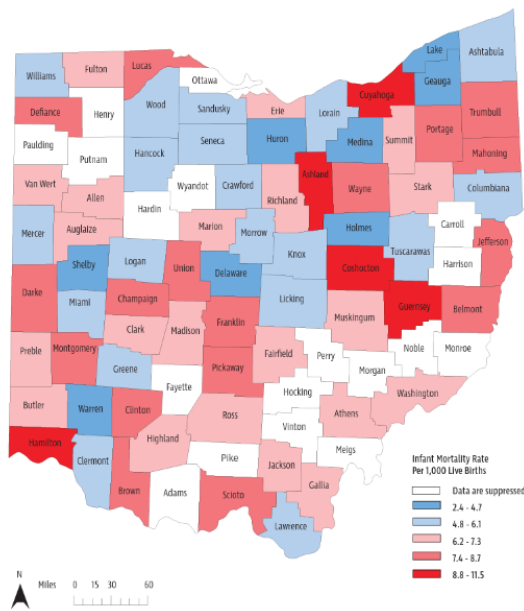 Williams
Fulton
Lucas
Ottawa
Lake
Ashtabula
Geauga
Cuyahoga
Defiance
Henry
Wood
Sandusky
Erie
Lorain
Trumbull
Paulding
Putnam
Hancock
Seneca
Huron
Medina
Summit
Portage
Mahoning
Van Wert
Allen
Wyandot
Crawford
Richland
Ashland
Wayne
Stark
Columbiana
Mercer
Auglaize
Hardin
Marion
Morrow
Holmes
Tuscarawas
Carroll
Jefferson
Shelby
Logan
Union
Delaware
Knox
Coshocton
Harrison
Darke
Miami
Champaign
Licking
Muskingum
Guernsey
Belmont
Clark
Madison
Franklin
Preble
Montgomery
Greene
Fayette
Pickaway
Fairfield
Perry
Morgan
Noble
Monroe
Butler
Warren
Clinton
Ross
Hocking
Athens
Washington
Hamilton
Clermont
Highland
Vinton
Meigs
Brown
Adams
Pike
Jackson
Gallia
Scioto
Lawrence
Infant Mortality Rate
Per 1,000 Live Births
Data are suppressed
2.4 - 4.7
4.8 - 6.1
6.2 - 7.3
7.4 - 8.7
8.8 - 11.5
N
Miles 0 15 30 60